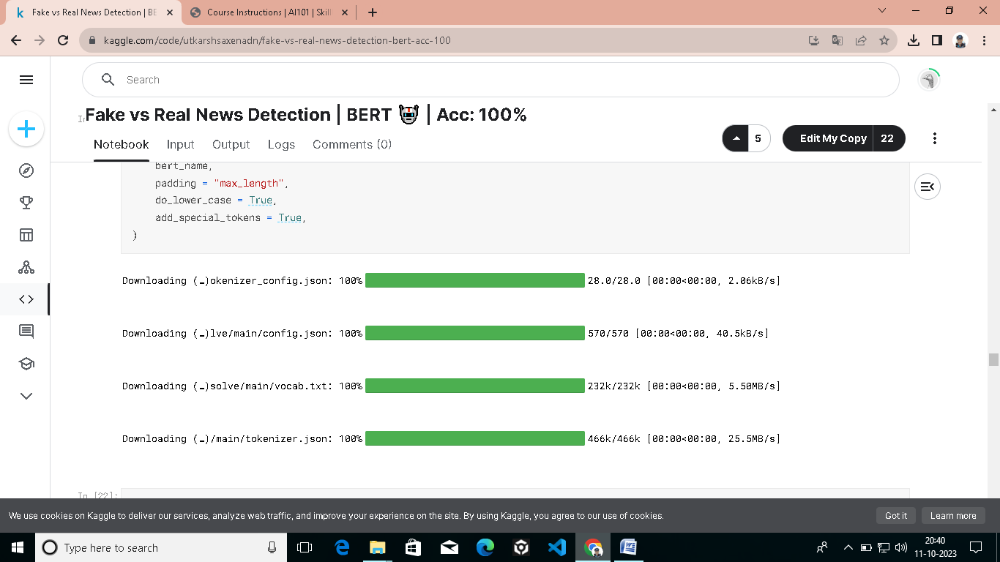 Fake vs Real News Detection | BE
Course Instructions | AI101 | Skill
kaggle.com/code/utkarshsaxenadn/fake-vs-real-news-detection-bert-acc-100
Search
Fake vs Real News Detection | BERT 🤖 | Acc: 100%
Notebook Input Output Logs Comments (0)
5
Edit My Copy 22
bert_name,
padding = "max_length",
do_lower_case = True,
add_special_tokens = True,
)
Downloading (…)okenizer_config.json: 100% 28.0/28.0 [00:00<00:00, 2.06kB/s]
Downloading (…)lve/main/config.json: 100% 570/570 [00:00<00:00, 40.5kB/s]
Downloading (…)solve/main/vocab.txt: 100% 232k/232k [00:00<00:00, 5.50MB/s]
Downloading (…)/main/tokenizer.json: 100% 466k/466k [00:00<00:00, 25.5MB/s]
In [22]:
We use cookies on Kaggle to deliver our services, analyze web traffic, and improve your experience on the site. By using Kaggle, you agree to our use of cookies.
Got it
Learn more
Type here to search
20:40
11-10-2023